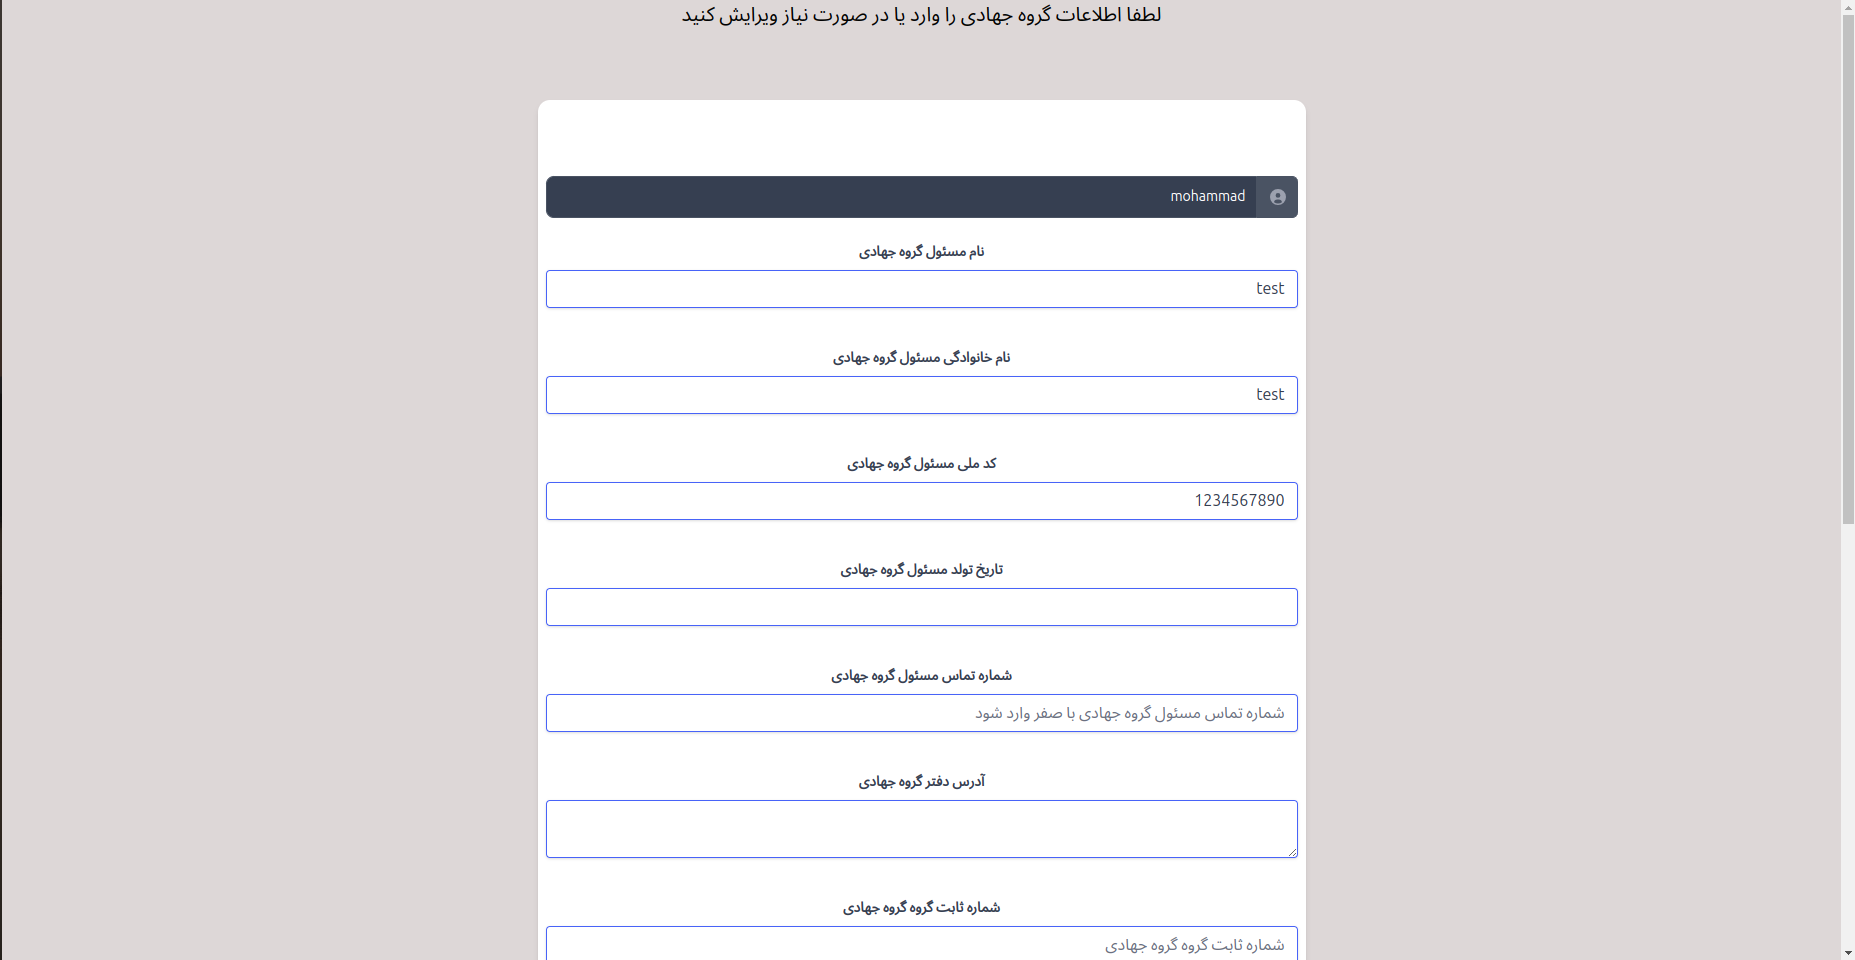 لطفا اطلاعات گروه جهادی را وارد یا در صورت نیاز ویرایش کنید
mohammad
نام مسئول گروه جهادی
test
نام خانوادگی مسئول گروه جهادی
test
کد ملی مسئول گروه جهادی
1234567890
تاریخ تولد مسئول گروه جهادی
شماره تماس مسئول گروه جهادی
شماره تماس مسئول گروه جهادی با صفر وارد شود
آدرس دفتر گروه جهادی
شماره ثابت گروه گروه جهادی
شماره ثابت گروه گروه جهادی